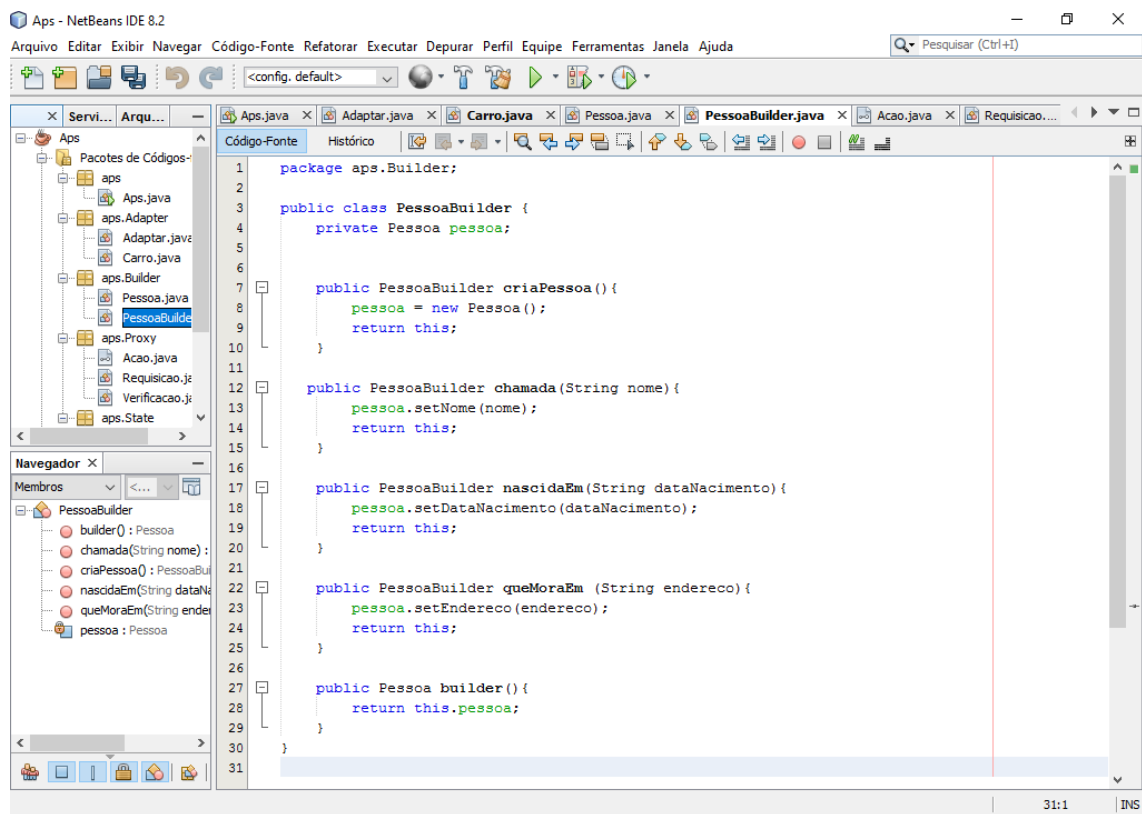 Aps - NetBeans IDE 8.2
Arquivo Editar Exibir Navegar Código-Fonte Refatorar Executar Depurar Perfil Equipe Ferramentas Janela Ajuda
Pesquisar (Ctrl+I)
<config. default>
Servi... Arqu...
Aps.java Adaptar.java Carro.java Pessoa.java PessoaBuilder.java Acao.java Requisicao....
Código-Fonte Histórico
Aps
Pacotes de Códigos-
aps
Aps.java
aps.Adapter
Adaptar.java
Carro.java
aps.Builder
Pessoa.java
PessoaBuilde
aps.Proxy
Acao.java
Requisicao.ja
Verificacao.ja
aps.State
Navegador
Membros <...
PessoaBuilder
builder() : Pessoa
chamada(String nome) :
criaPessoa() : PessoaBui
nascidaEm(String dataNa
queMoraEm(String ender
pessoa : Pessoa
1 package aps.Builder;
2
3 public class PessoaBuilder {
4 private Pessoa pessoa;
5
6
7 public PessoaBuilder criaPessoa(){
8 pessoa = new Pessoa();
9 return this;
10 }
11
12 public PessoaBuilder chamada(String nome){
13 pessoa.setNome(nome);
14 return this;
15 }
16
17 public PessoaBuilder nascidaEm(String dataNacimento){
18 pessoa.setDataNacimento(dataNacimento);
19 return this;
20 }
21
22 public PessoaBuilder queMoraEm (String endereco){
23 pessoa.setEndereco(endereco);
24 return this;
25 }
26
27 public Pessoa builder(){
28 return this.pessoa;
29 }
30 }
31
31:1 INS